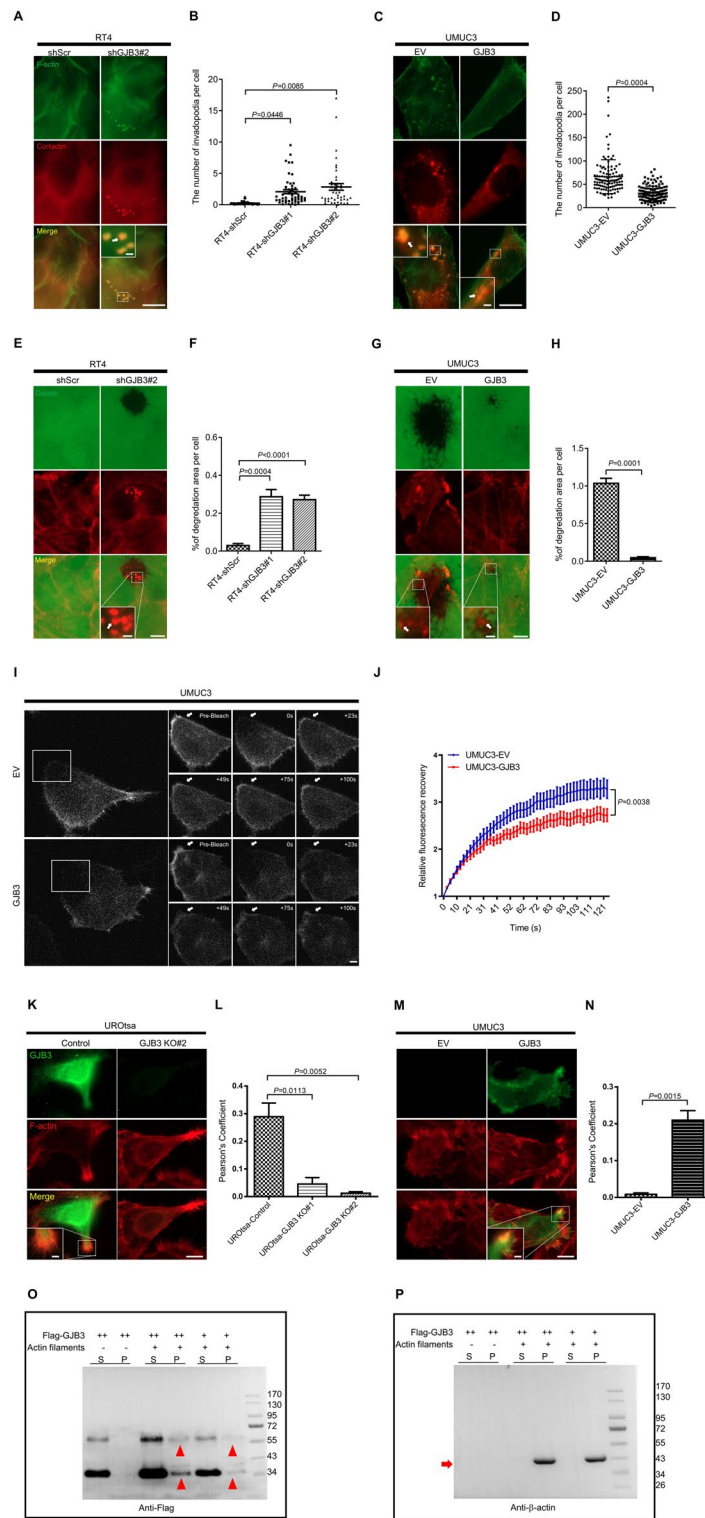 A
RT4
shScr
shGJB3#2
F-actin
Cortactin
Merge
B
The number of invadopodia per cell
P=0.0085
P=0.0446
20
15
10
5
0
RT4-shScr
RT4-shGJB3#1
RT4-shGJB3#2
C
UMUC3
EV
GJB3
D
The number of invadopodia per cell
P=0.0004
250
200
150
100
50
0
UMUC3-EV
UMUC3-GJB3
E
RT4
shScr
shGJB3#2
Gelatin
F-actin
Merge
F
%of degredation area per cell
P<0.0001
P=0.0004
0.6
0.4
0.2
0.0
RT4-shScr
RT4-shGJB3#1
RT4-shGJB3#2
G
UMUC3
EV
GJB3
H
%of degredation area per cell
P=0.0001
1.5
1.0
0.5
0.0
UMUC3-EV
UMUC3-GJB3
I
UMUC3
EV
Pre-Bleach
0s
+23s
+49s
+75s
+100s
GJB3
Pre-Bleach
0s
+23s
+49s
+75s
+100s
J
UMUC3-EV
UMUC3-GJB3
Relative fluorescence recovery
4
3
2
1
P=0.0038
0
10
21
31
41
52
62
72
83
93
103
111
121
Time (s)
K
UROtsa
Control
GJB3 KO#2
GJB3
F-actin
Merge
L
Pearson's Coefficient
P=0.0052
P=0.0113
0.4
0.3
0.2
0.1
0.0
UROtsa-Control
UROtsa-GJB3 KO#1
UROtsa-GJB3 KO#2
M
UMUC3
EV
GJB3
N
Pearson's Coefficient
P=0.0015
0.3
0.2
0.1
0.0
UMUC3-EV
UMUC3-GJB3
O
Flag-GJB3 ++ ++ ++ ++ + +
Actin filaments - - + + + +
S P S P S P
170
130
95
72
55
43
34
Anti-Flag
P
Flag-GJB3 ++ ++ ++ ++ + +
Actin filaments - - + + + +
S P S P S P
170
130
95
72
55
43
34
26
Anti-β-actin